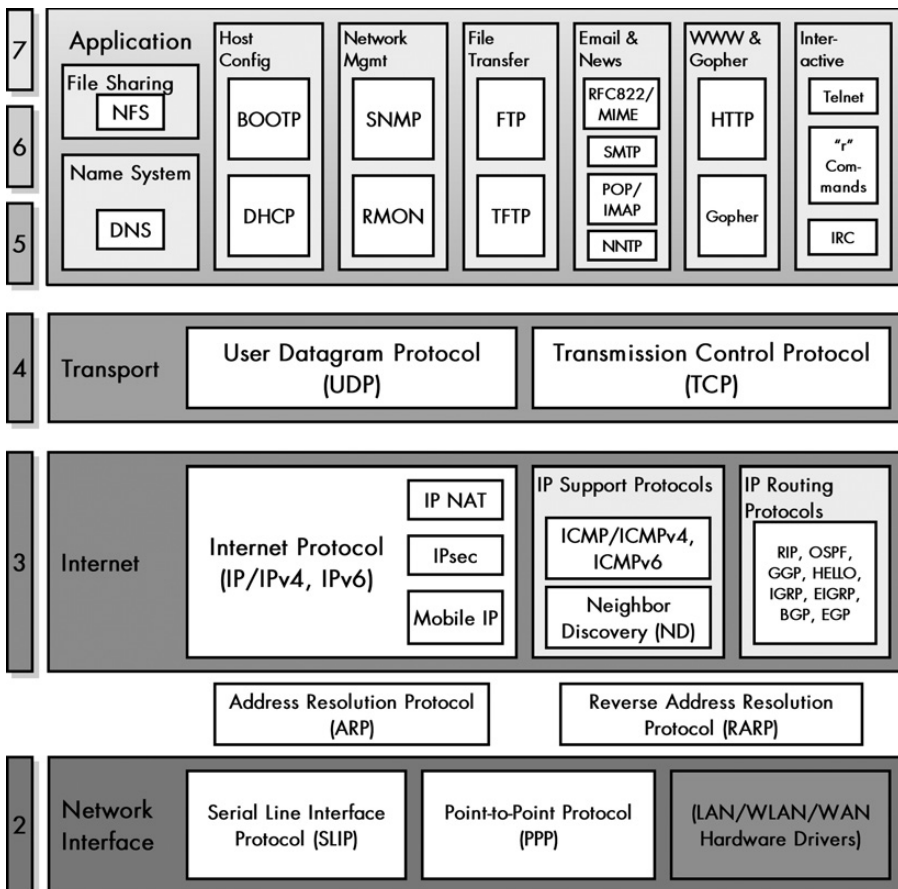 7
6
5
Application
File Sharing
NFS
Name System
DNS
Host
Config
BOOTP
DHCP
Network
Mgmt
SNMP
RMON
File
Transfer
FTP
TFTP
Email &
News
RFC822/
MIME
SMTP
POP/
IMAP
NNTP
WWW &
Gopher
HTTP
Gopher
Inter-
active
Telnet
"r"
Com-
mands
IRC
4
Transport
User Datagram Protocol
(UDP)
Transmission Control Protocol
(TCP)
3
Internet
Internet Protocol
(IP/IPv4, IPv6)
IP NAT
IPsec
Mobile IP
IP Support Protocols
ICMP/ICMPv4,
ICMPv6
Neighbor
Discovery (ND)
IP Routing
Protocols
RIP, OSPF,
GGP, HELLO,
IGRP, EIGRP,
BGP, EGP
Address Resolution Protocol
(ARP)
Reverse Address Resolution
Protocol (RARP)
2
Network
Interface
Serial Line Interface
Protocol (SLIP)
Point-to-Point Protocol
(PPP)
(LAN/WLAN/WAN
Hardware Drivers)